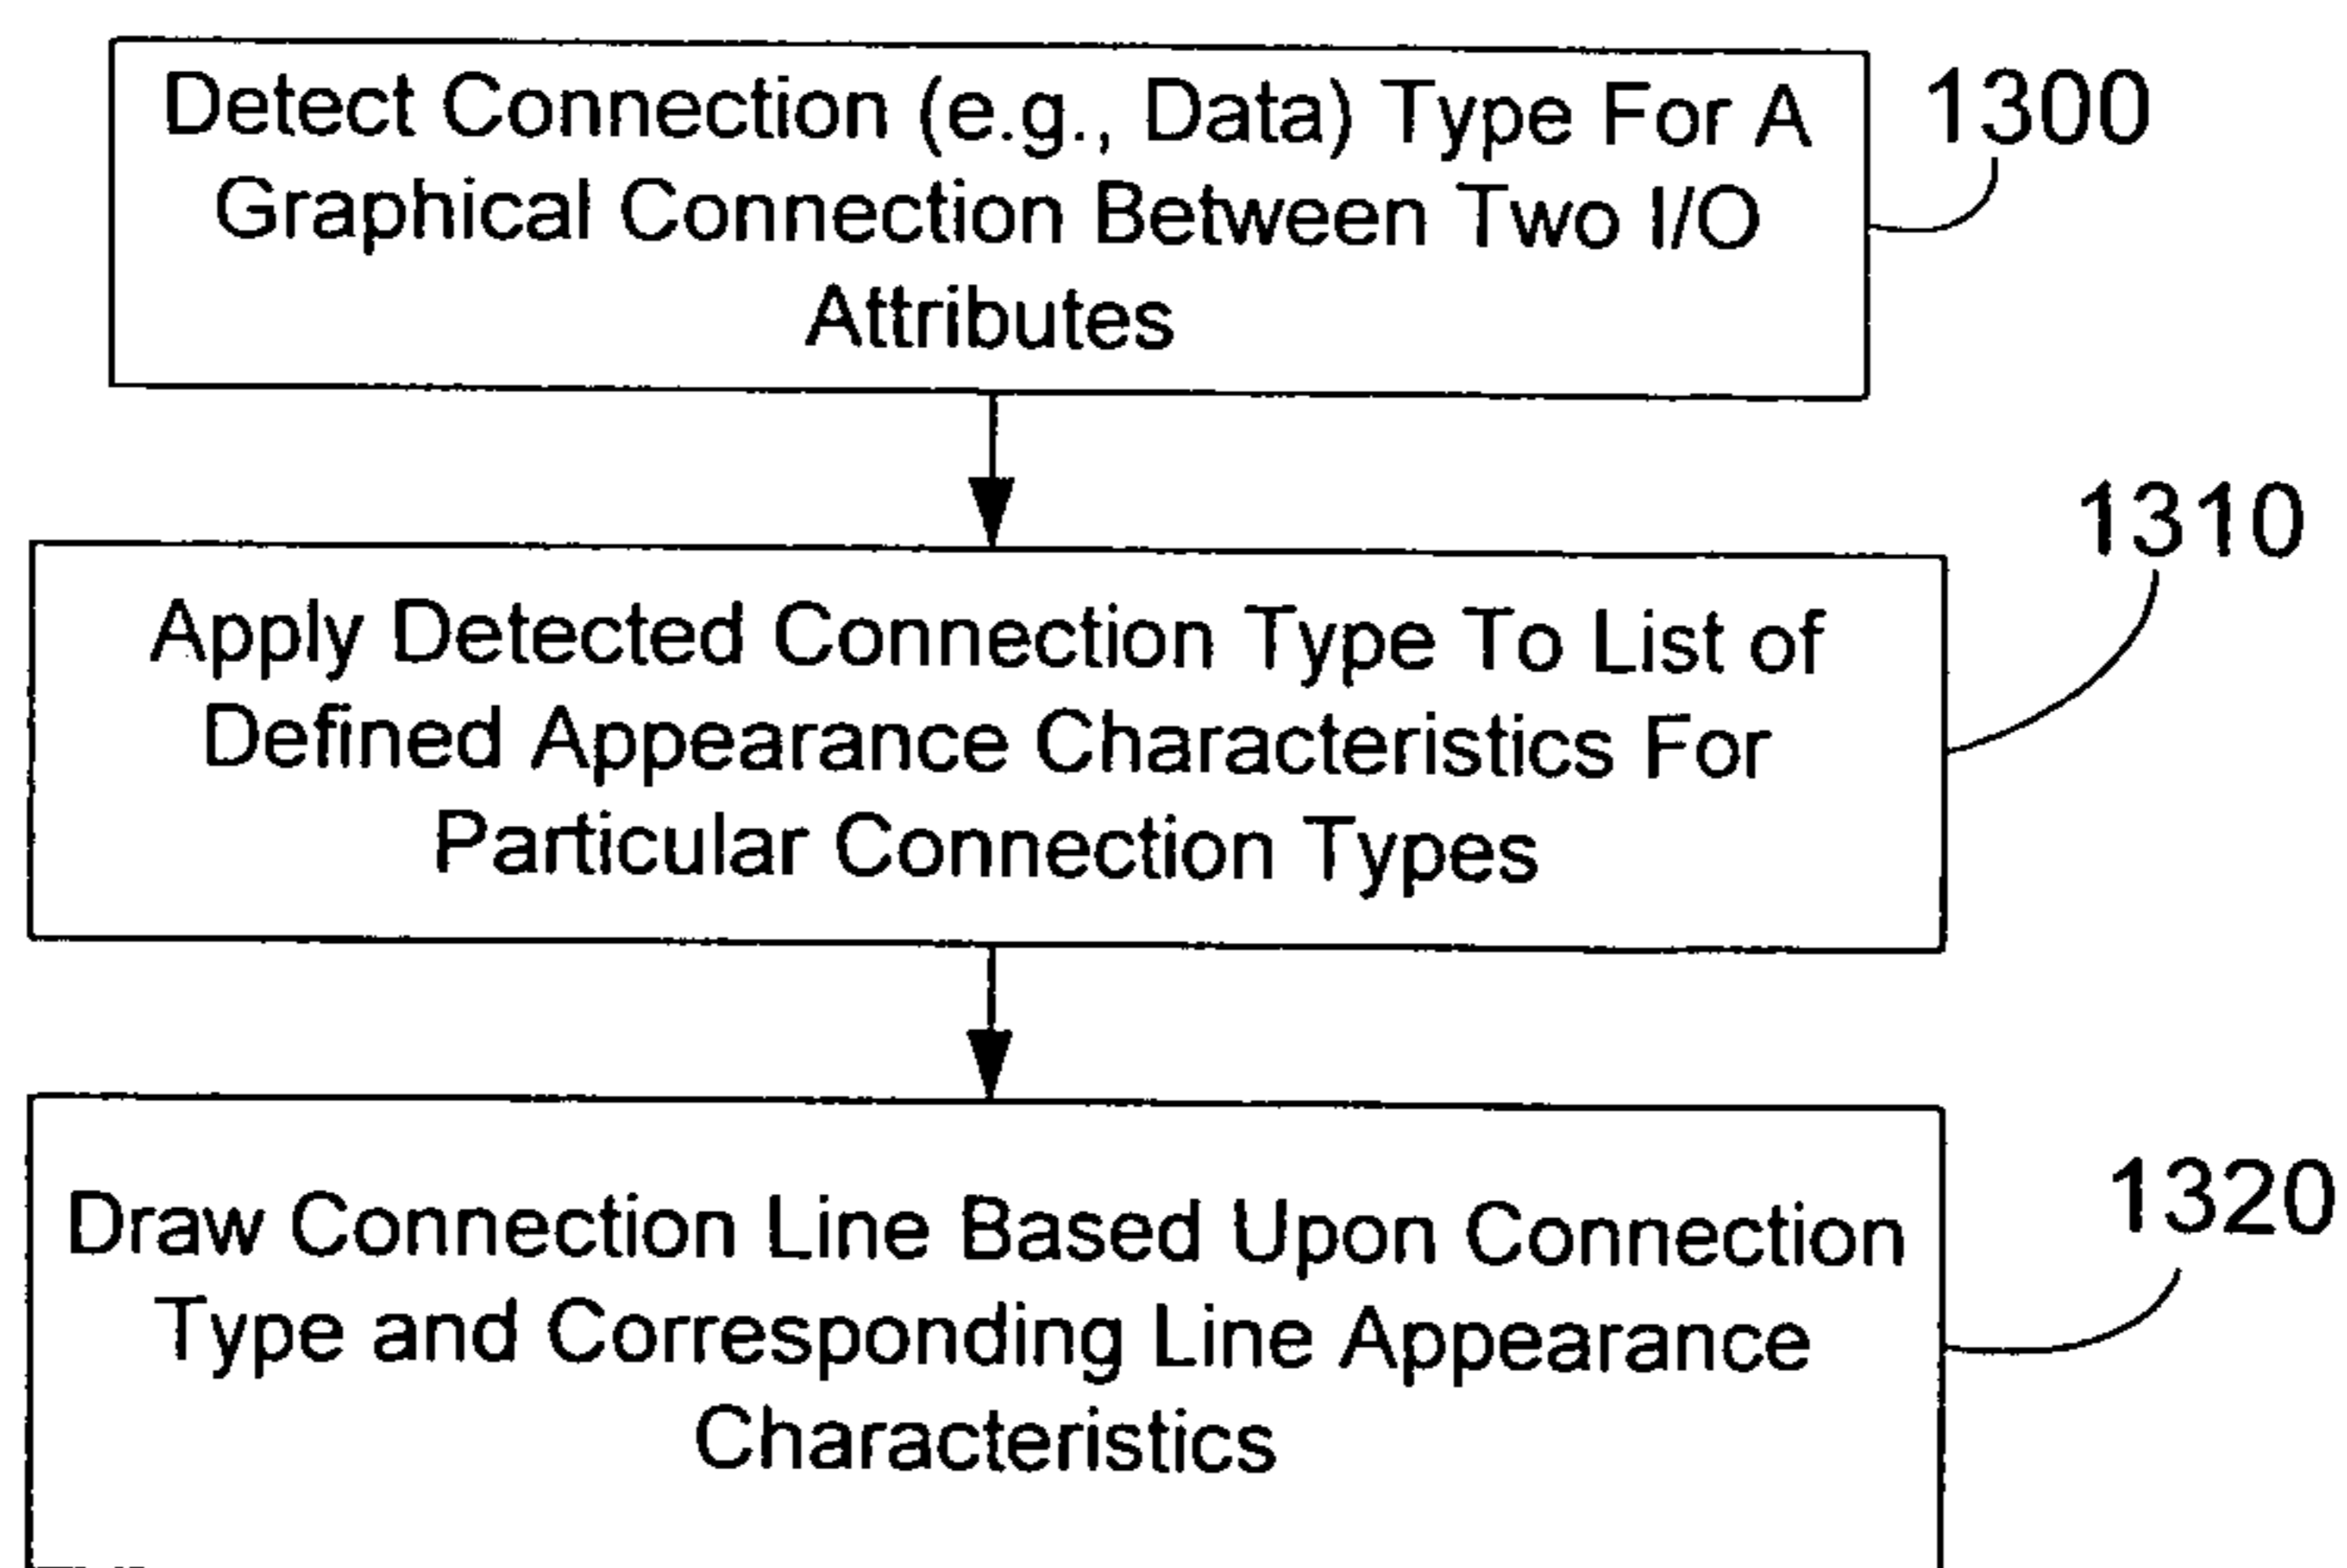 Detect Connection (e.g., Data) Type For A
Graphical Connection Between Two I/O
Attributes
1300
1310
Apply Detected Connection Type To List of
Defined Appearance Characteristics For
Particular Connection Types
1320
Draw Connection Line Based Upon Connection
Type and Corresponding Line Appearance
Characteristics